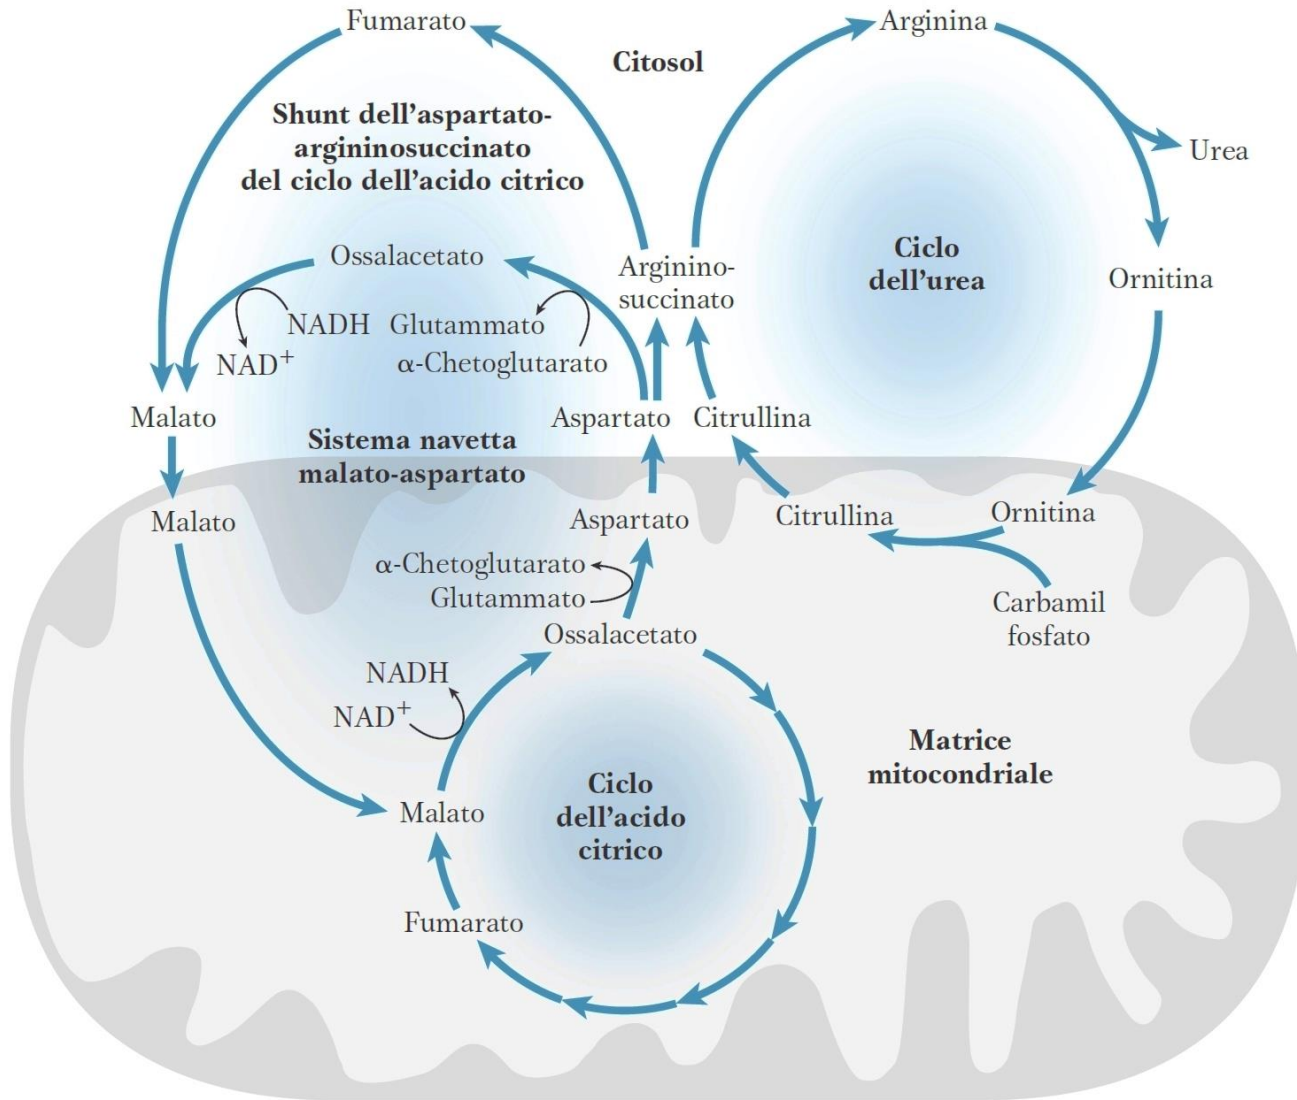 Fumarato
Arginina
Citosol
Shunt dell'aspartato-
argininosuccinato
del ciclo dell'acido citrico
Urea
Ossalacetato
Arginino-
succinato
Ciclo
dell'urea
Ornitina
NADH
Glutammato
NAD+
α-Chetoglutarato
Malato
Aspartato
Citrullina
Sistema navetta
malato-aspartato
Malato
Aspartato
Citrullina
Ornitina
α-Chetoglutarato
Glutammato
Carbamil
fosfato
Ossalacetato
NADH
NAD+
Matrice
mitocondriale
Ciclo
dell'acido
citrico
Malato
Fumarato